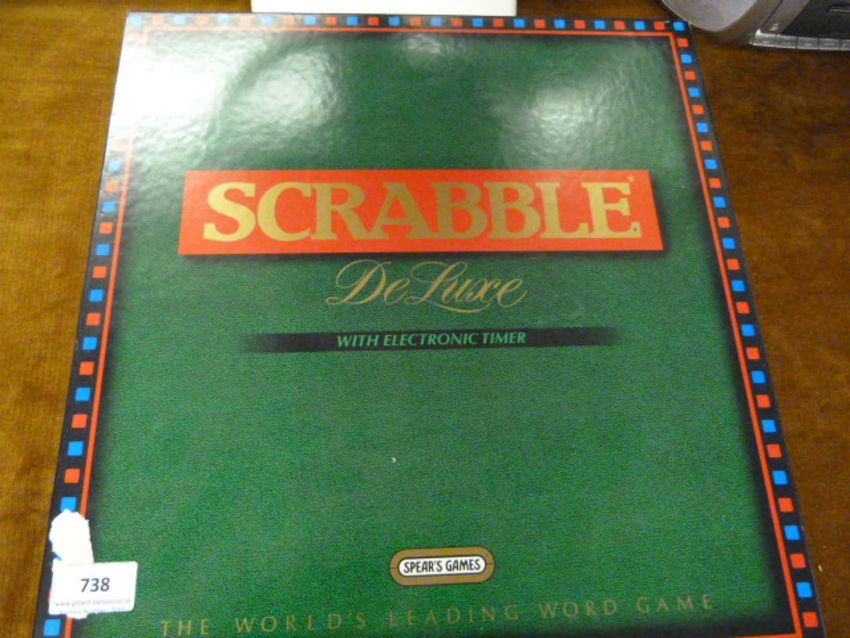 SCRABBLE®
De Luxe
WITH ELECTRONIC TIMER
SPEAR'S GAMES
738
THE WORLD'S LEADING WORD GAME